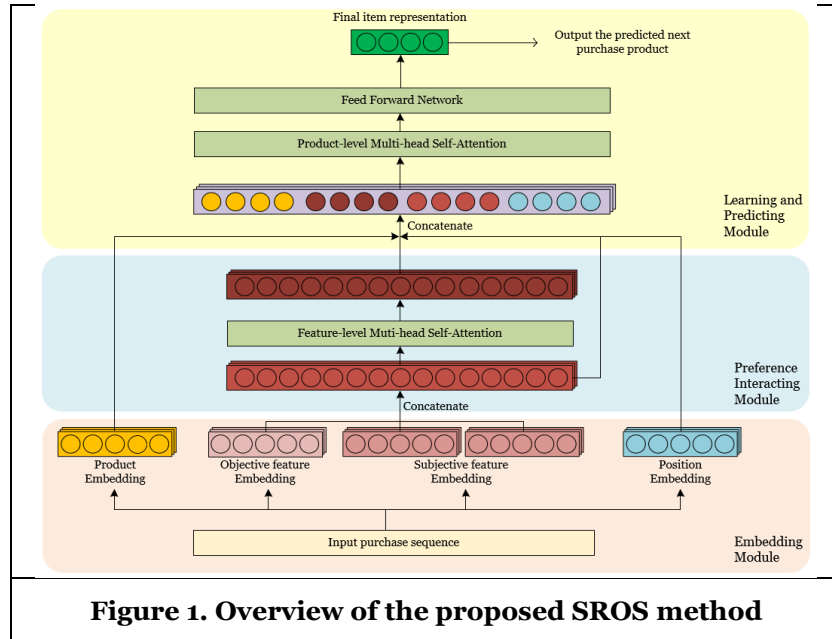 Final item representation
Output the predicted next
purchase product
Feed Forward Network
Product-level Multi-head Self-Attention
Learning and
Predicting
Module
Concatenate
Feature-level Muti-head Self-Attention
Preference
Interacting
Module
Concatenate
Product
Embedding
Objective feature
Embedding
Subjective feature
Embedding
Position
Embedding
Input purchase sequence
Embedding
Module
Figure 1. Overview of the proposed SROS method